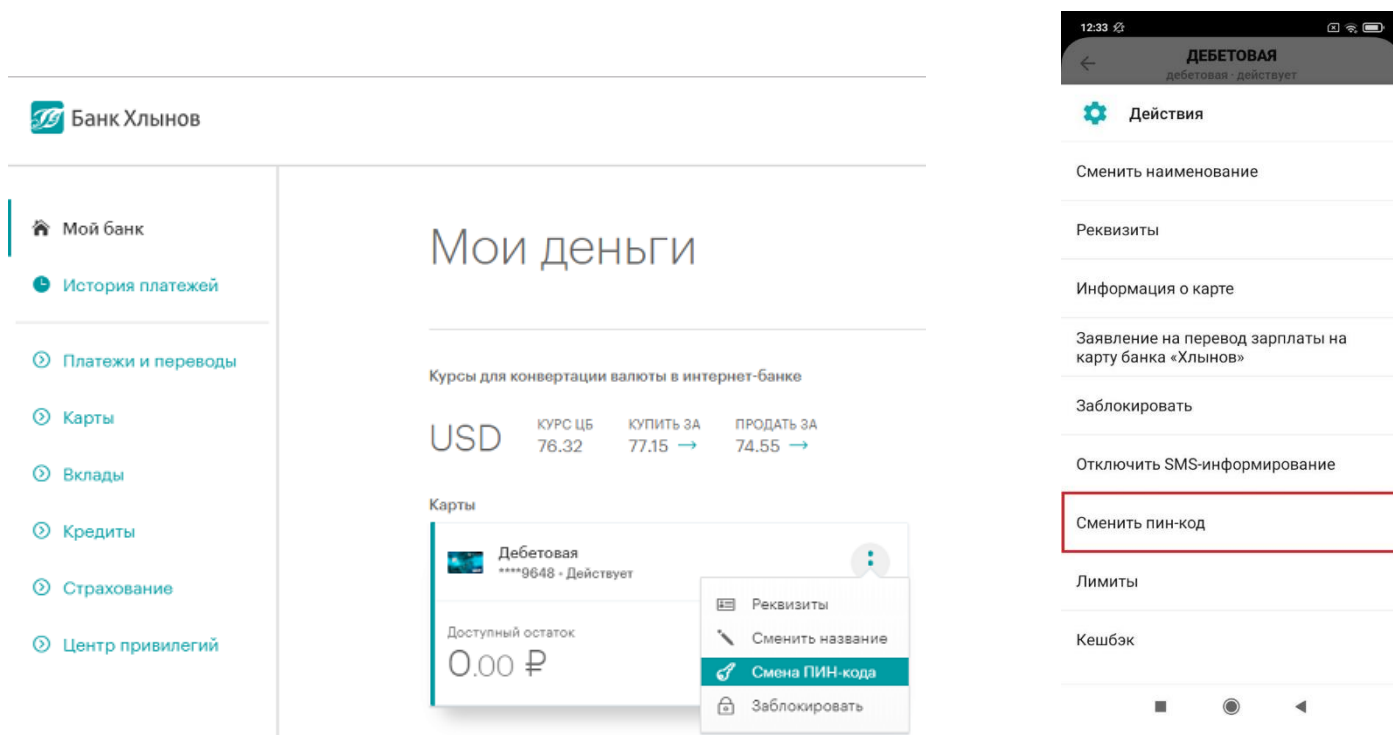 Банк Хлынов
Мой банк
История платежей
Платежи и переводы
Карты
Вклады
Кредиты
Страхование
Центр привилегий
Мои деньги
Курсы для конвертации валюты в интернет-банке
USD
КУРС ЦБ
76.32
КУПИТЬ ЗА
77.15 →
ПРОДАТЬ ЗА
74.55 →
Карты
Дебетовая
****9648 • Действует
Доступный остаток
0.00 ₽
Реквизиты
Сменить название
Смена ПИН-кода
Заблокировать
12:33
ДЕБЕТОВАЯ
дебетовая - действует
Действия
Сменить наименование
Реквизиты
Информация о карте
Заявление на перевод зарплаты на
карту банка «Хлынов»
Заблокировать
Отключить SMS-информирование
Сменить пин-код
Лимиты
Кешбэк